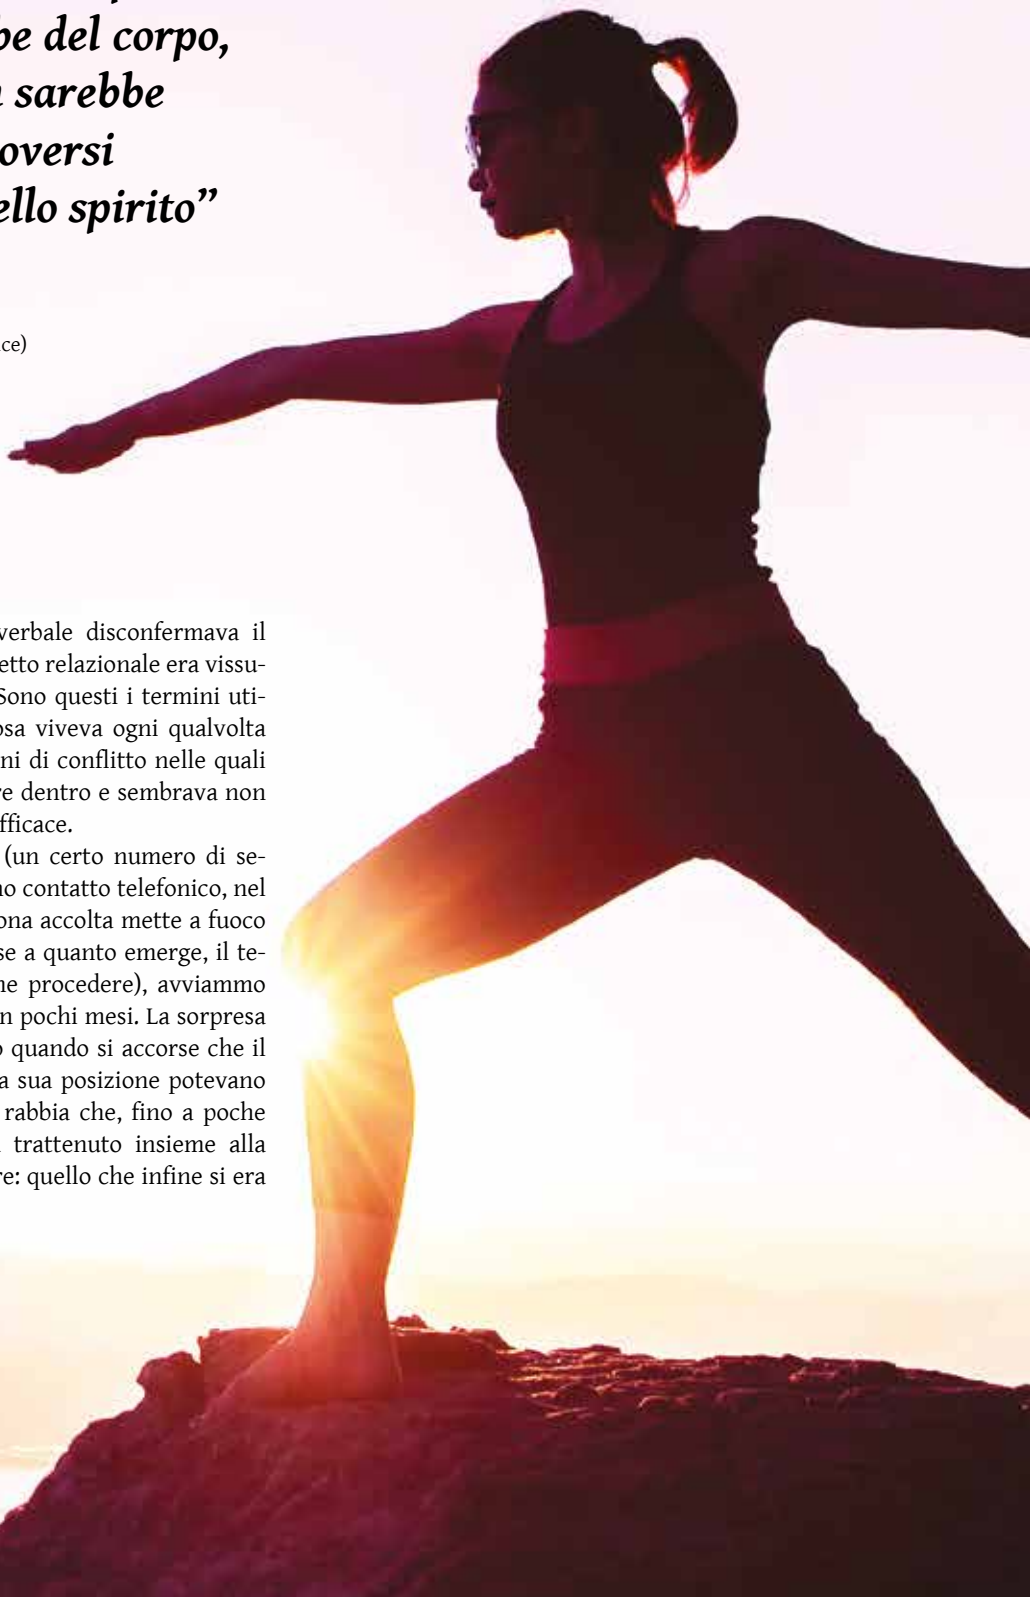 be del corpo,
sarebbe
oversi
ello spirito”
ce)
verbale disconfermava il
etto relazionale era vissu-
Sono questi i termini uti-
osa viveva ogni qualvolta
ni di conflitto nelle quali
re dentro e sembrava non
fficace.
(un certo numero di se-
no contatto telefonico, nel
ona accolta mette a fuoco
se a quanto emerge, il te-
ne procedere), avviammo
n pochi mesi. La sorpresa
o quando si accorse che il
a sua posizione potevano
rabbia che, fino a poche
trattenuto insieme alla
re: quello che infine si era